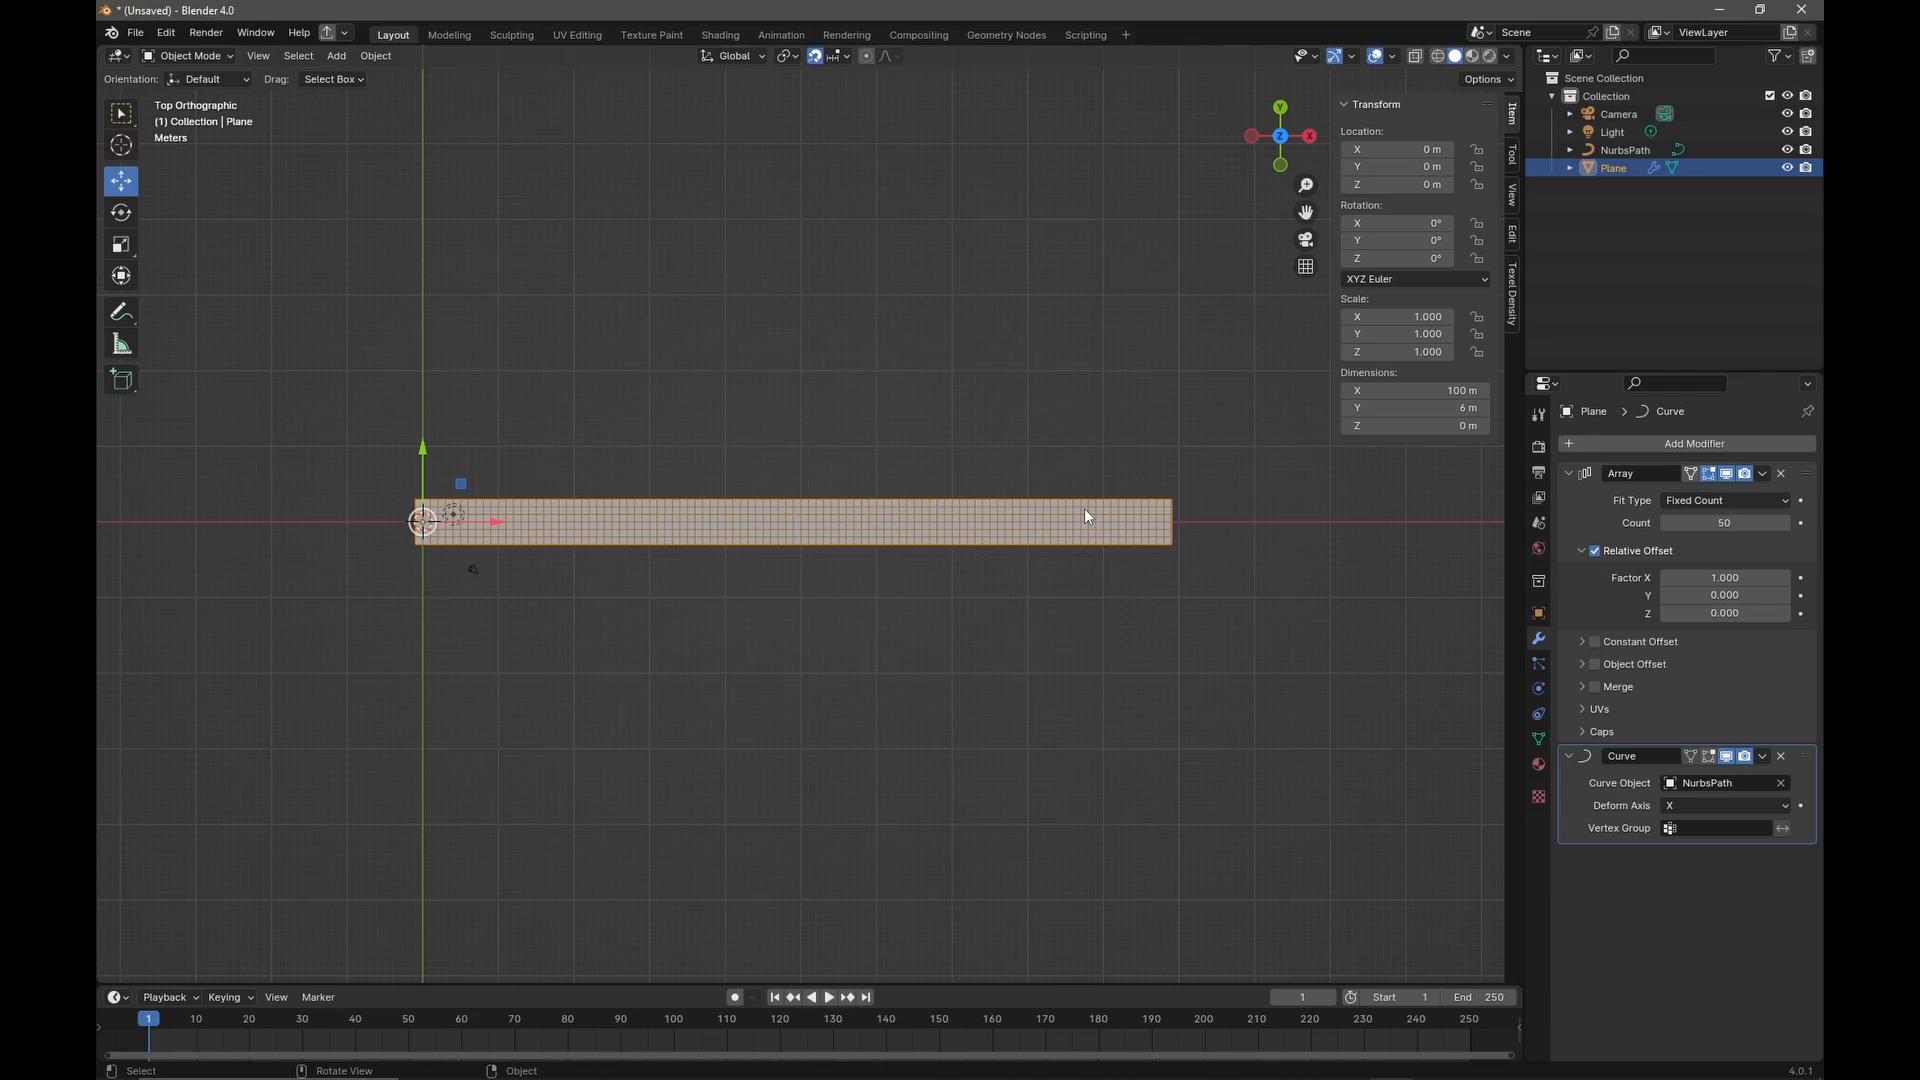 * (Unsaved) - Blender 4.0
File Edit Render Window Help
Layout Modeling Sculpting UV Editing Texture Paint Shading Animation Rendering Compositing Geometry Nodes Scripting +
Scene
ViewLayer
Object Mode View Select Add Object
Global
Orientation: Default Drag: Select Box
Options
Top Orthographic
(1) Collection | Plane
Meters
Y
Z
X
Transform
Location:
X 0 m
Y 0 m
Z 0 m
Rotation:
X 0°
Y 0°
Z 0°
XYZ Euler
Scale:
X 1.000
Y 1.000
Z 1.000
Dimensions:
X 100 m
Y 6 m
Z 0 m
Item
Tool
View
Edit
Texel Density
Scene Collection
Collection
Camera
Light
NurbsPath
Plane
Plane > Curve
+ Add Modifier
Array
Fit Type Fixed Count
Count 50
Relative Offset
Factor X 1.000
Y 0.000
Z 0.000
Constant Offset
Object Offset
Merge
UVs
Caps
Curve
Curve Object NurbsPath
Deform Axis X
Vertex Group
Playback Keying View Marker
1
Start 1
End 250
1 10 20 30 40 50 60 70 80 90 100 110 120 130 140 150 160 170 180 190 200 210 220 230 240 250
Select
Rotate View
Object
4.0.1